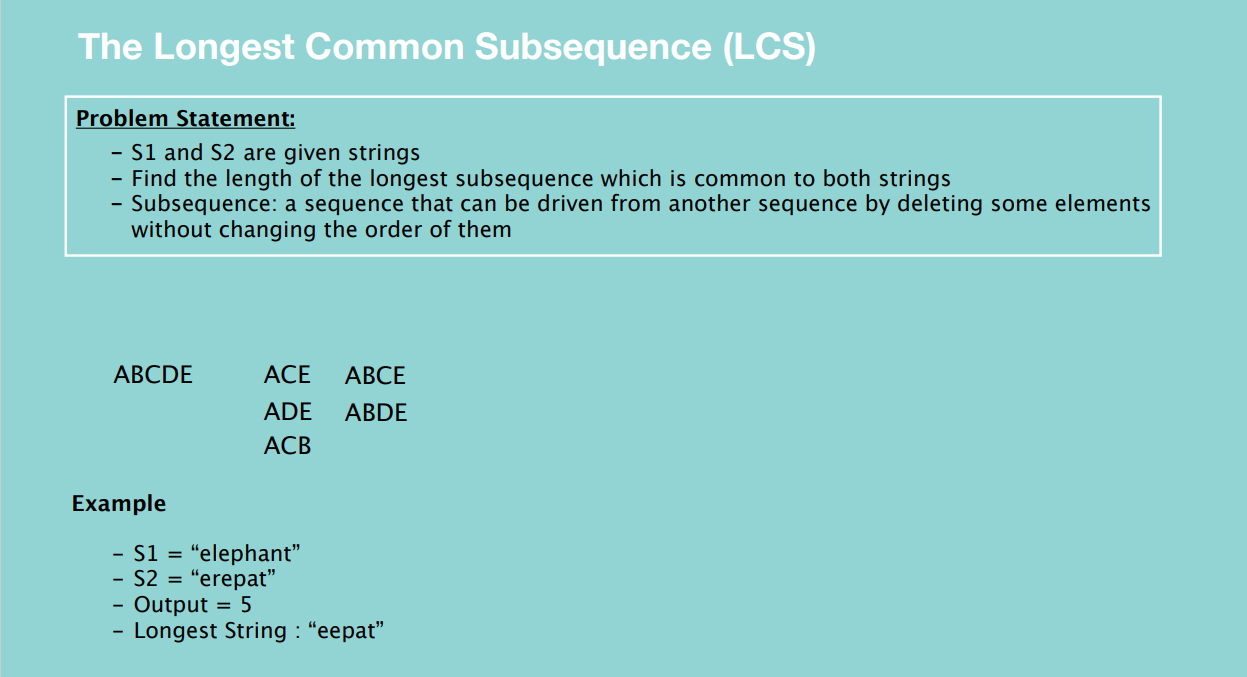 The Longest Common Subsequence (LCS)
Problem Statement:
– S1 and S2 are given strings
– Find the length of the longest subsequence which is common to both strings
– Subsequence: a sequence that can be driven from another sequence by deleting some elements
without changing the order of them
ABCDE ACE ABCE
ADE ABDE
ACB
Example
– S1 = “elephant”
– S2 = “erepat”
– Output = 5
– Longest String : “eepat”